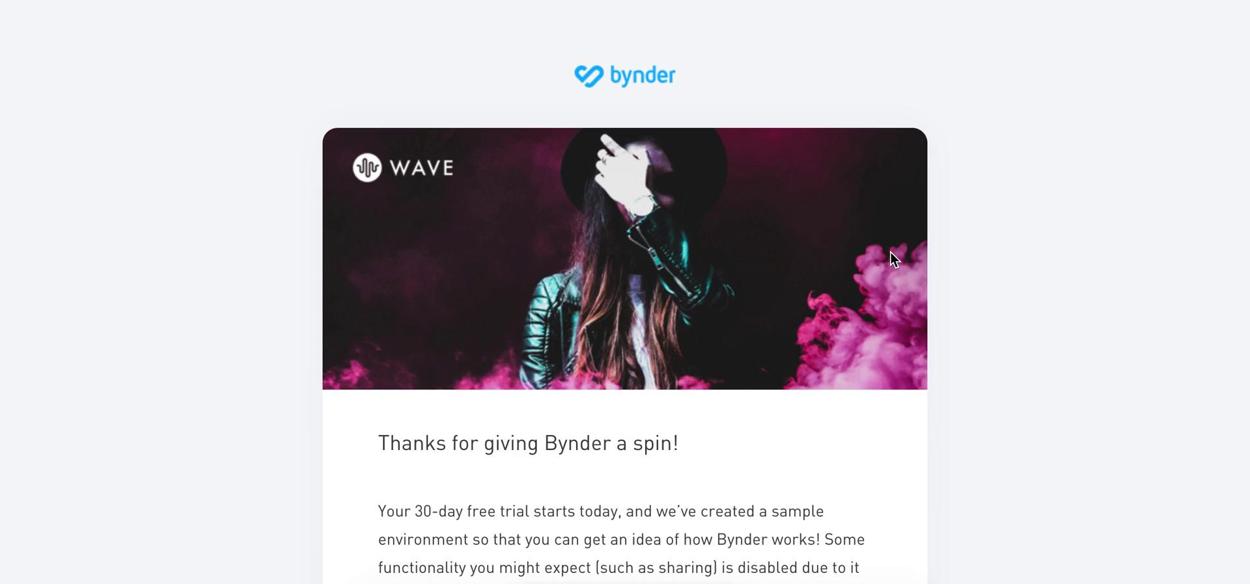 bynder
WAVE
Thanks for giving Bynder a spin!
Your 30-day free trial starts today, and we’ve created a sample
environment so that you can get an idea of how Bynder works! Some
functionality you might expect (such as sharing) is disabled due to it